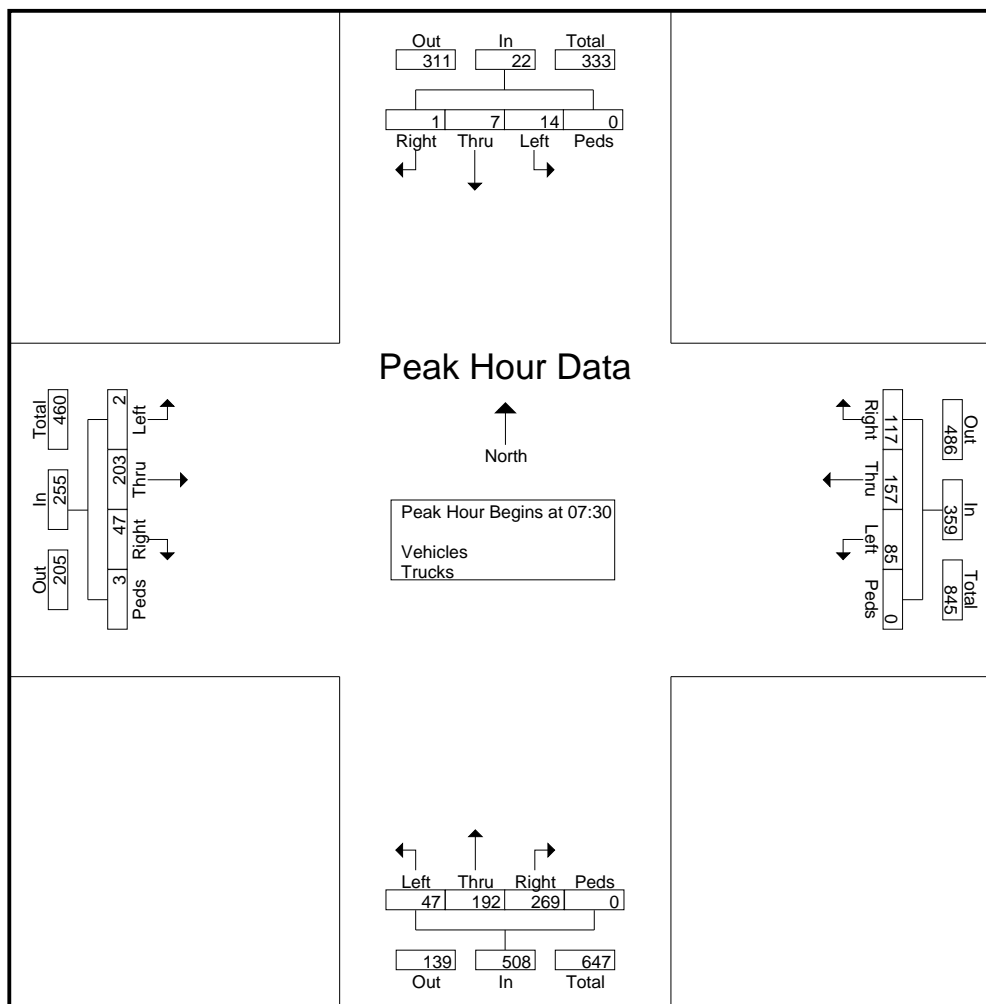 Out In Total
311 22 333
1 7 14 0
Right Thru Left Peds
Peak Hour Data
North
Peak Hour Begins at 07:30
Vehicles
Trucks
Total In Out
460 255 205
2 203 47 3
Left Thru Right Peds
Out In Total
486 359 845
117 157 85 0
Right Thru Left Peds
Left Thru Right Peds
47 192 269 0
139 508 647
Out In Total